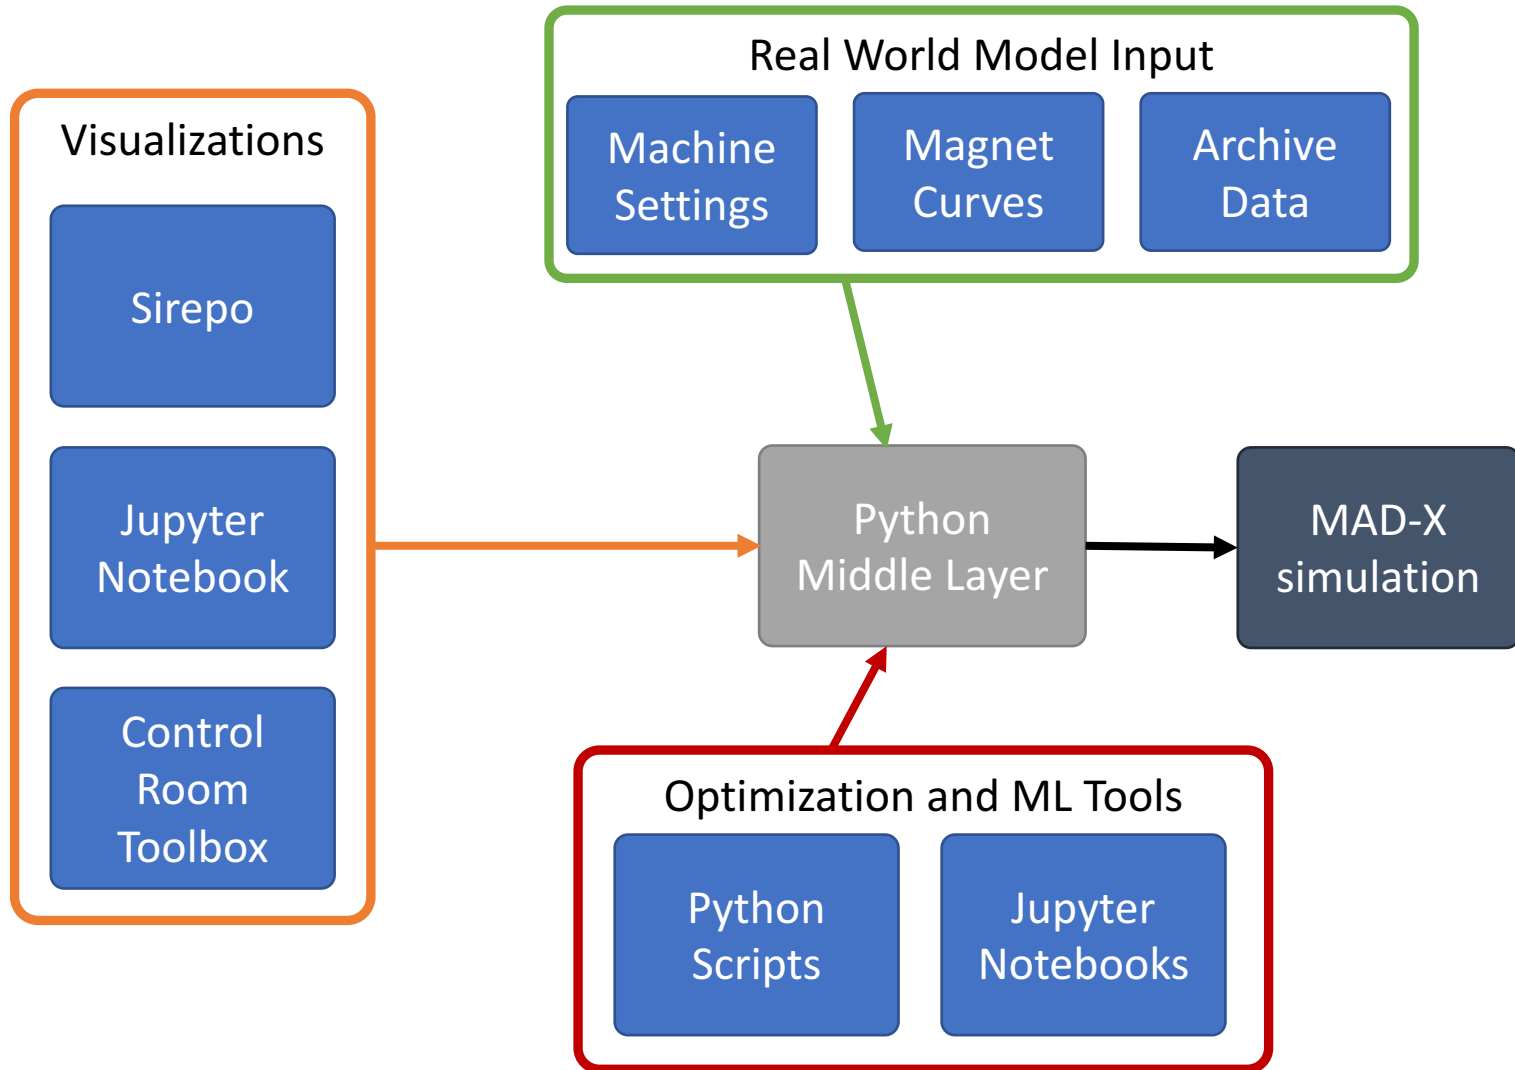 Real World Model Input
Machine
Settings
Magnet
Curves
Archive
Data
Visualizations
Sirepo
Jupyter
Notebook
Control
Room
Toolbox
Python
Middle Layer
MAD-X
simulation
Optimization and ML Tools
Python
Scripts
Jupyter
Notebooks